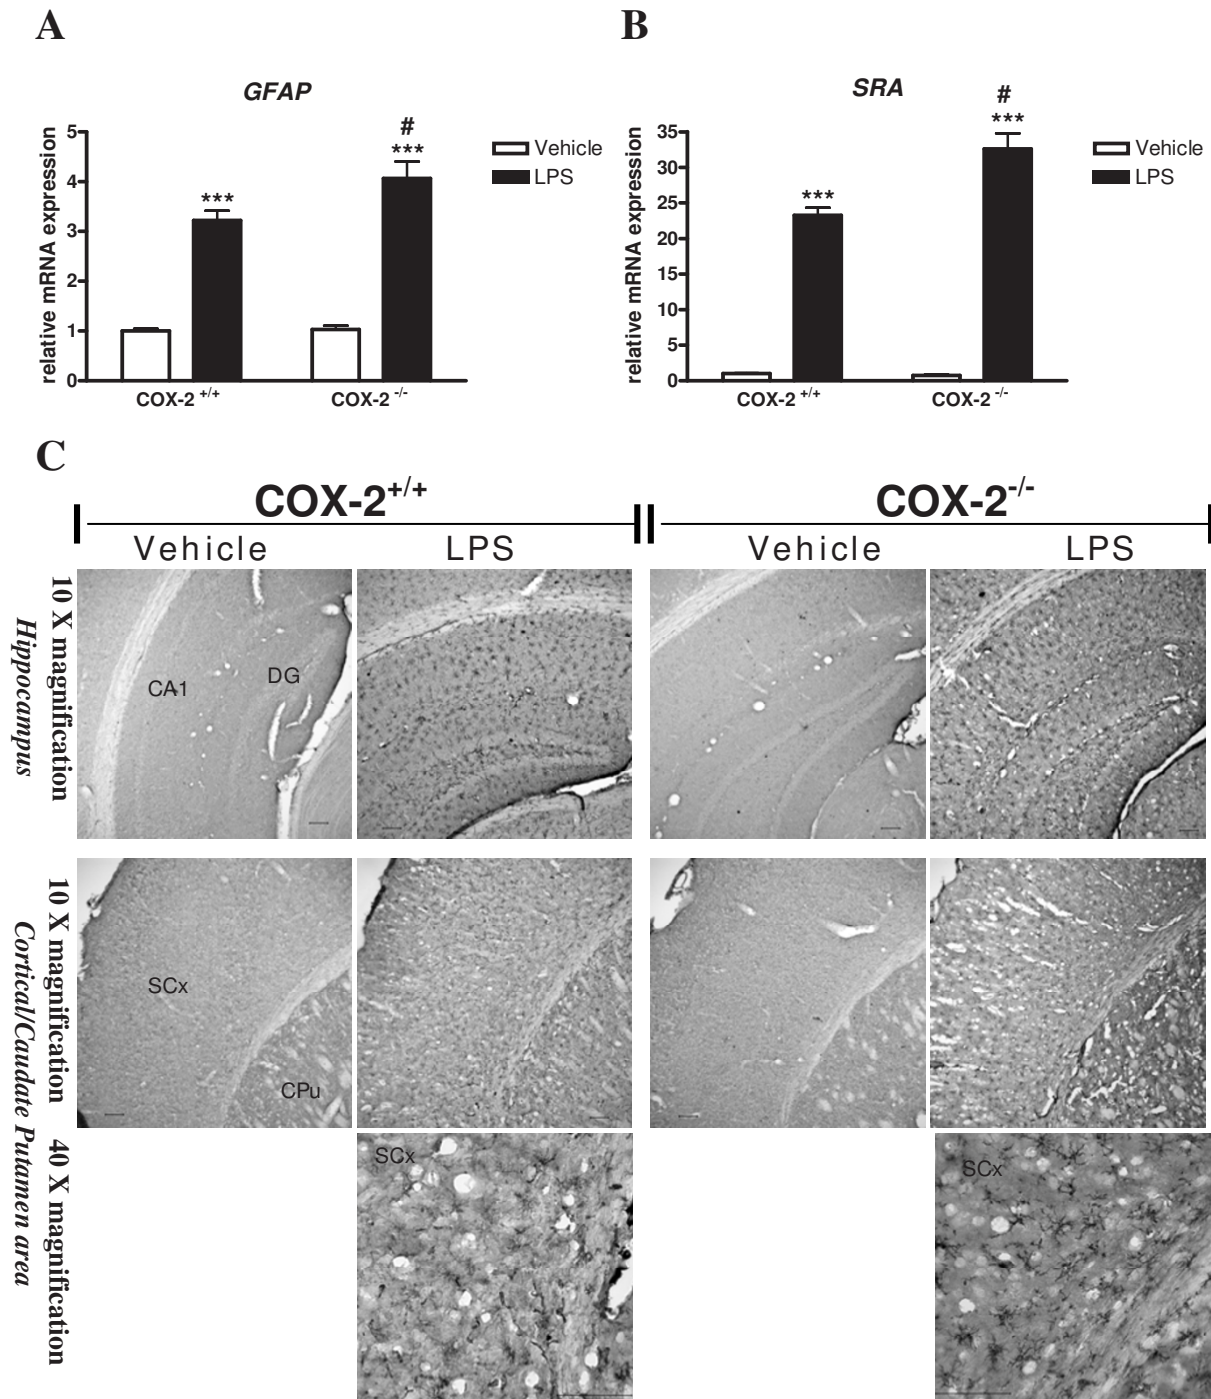 A
B
GFAP
SRA
relative mRNA expression
5
4
3
2
1
0
#
***
***
Vehicle
LPS
COX-2 +/+
COX-2 -/-
relative mRNA expression
35
30
25
20
15
10
5
0
#
***
***
Vehicle
LPS
COX-2 +/+
COX-2 -/-
C
COX-2+/+
COX-2-/-
Vehicle
LPS
Vehicle
LPS
10 X magnification
Hippocampus
CA1
DG
10 X magnification
Cortical/Caudate Putamen area
SCx
CPu
40 X magnification
SCx
SCx